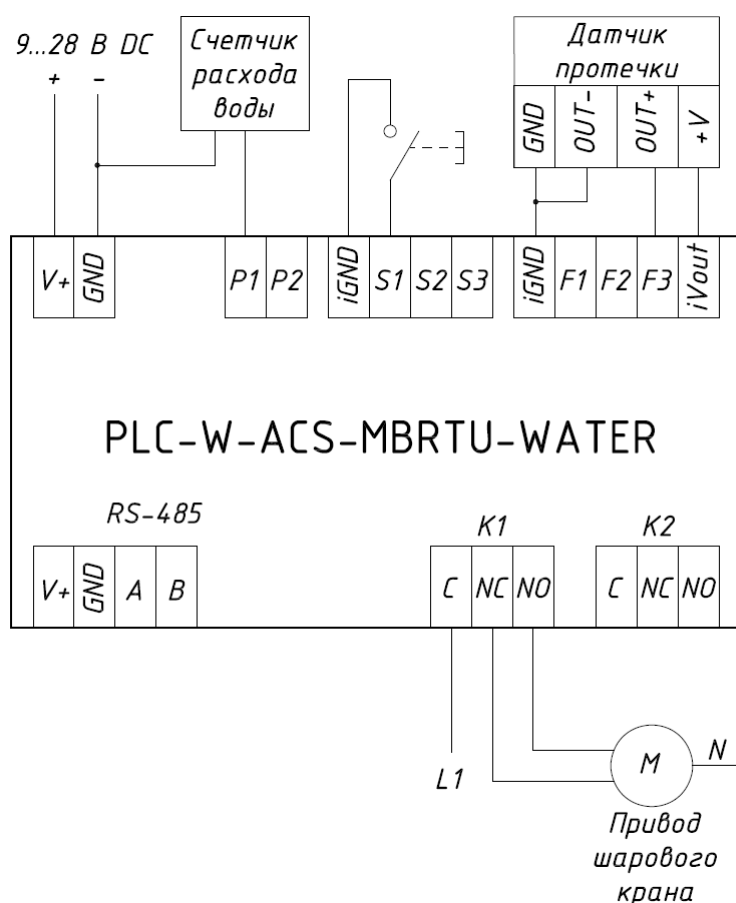 9...28 В DC
+ -
Счетчик
расхода
воды
Датчик
протечки
GND OUT- OUT+ +V
V+ GND P1 P2 iGND S1 S2 S3 iGND F1 F2 F3 iVout
PLC-W-ACS-MBRTU-WATER
RS-485 K1 K2
V+ GND A B C NC NO C NC NO
L1 M N
Привод
шарового
крана